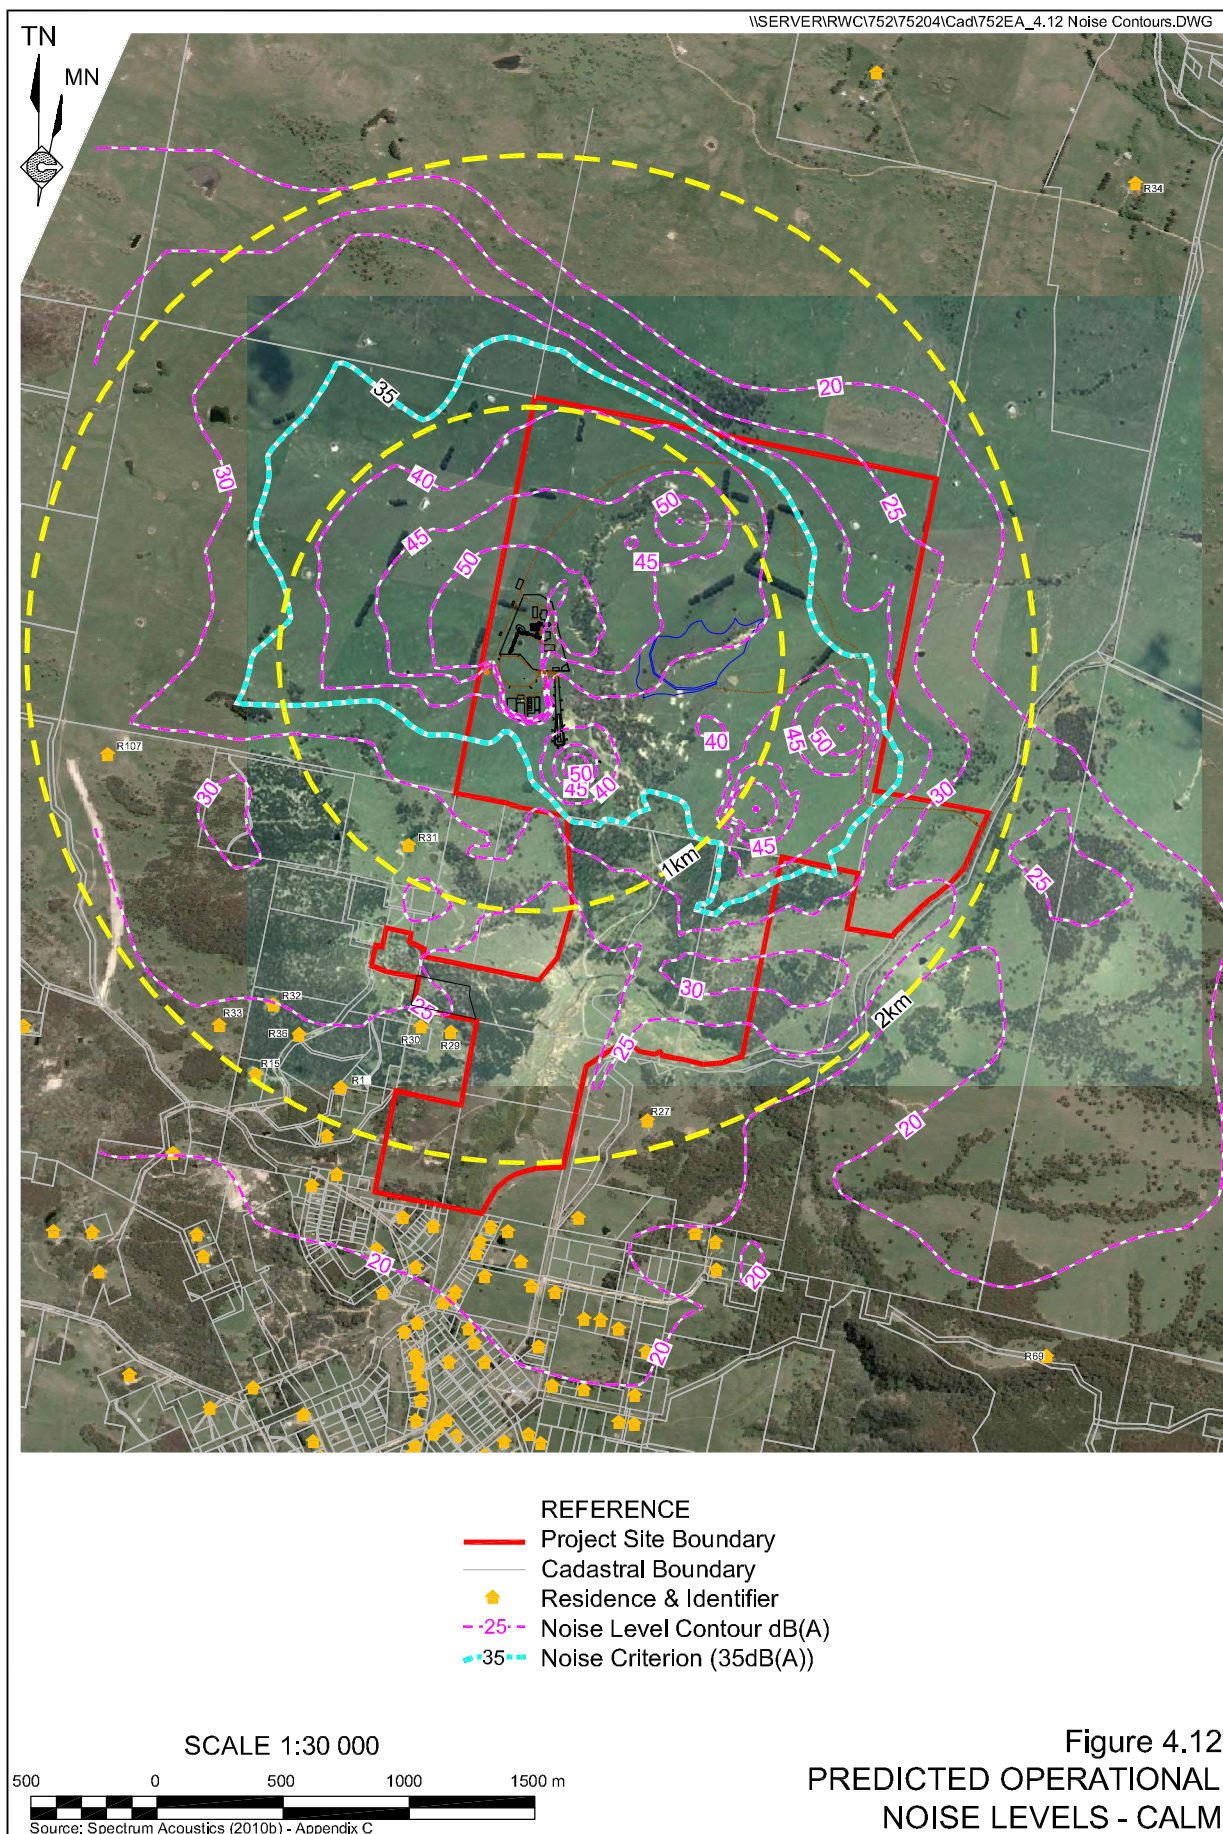 \\SERVER\RWC\752\75204\Cad\752EA_4.12 Noise Contours.DWG
TN
MN
R34
20
35
30
40
25
50
45
50
45
40
45
50
R107
50
45
40
30
30
R31
45
1km
25
30
2km
R32
25
R33
R36
R30
R29
25
R15
R1
R27
20
20
20
20
R69
REFERENCE
Project Site Boundary
Cadastral Boundary
Residence & Identifier
25 Noise Level Contour dB(A)
35 Noise Criterion (35dB(A))
SCALE 1:30 000
500 0 500 1000 1500 m
Source: Spectrum Acoustics (2010b) - Appendix C
Figure 4.12
PREDICTED OPERATIONAL
NOISE LEVELS - CALM